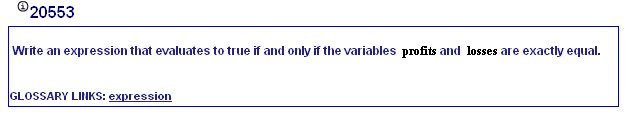 20553
Write an expression that evaluates to true if and only if the variables profits and losses are exactly equal.
GLOSSARY LINKS: expression